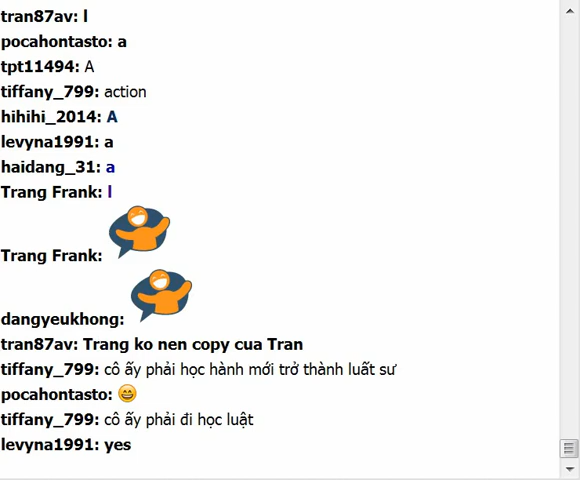 tran87av: l
pocahontasto: a
tpt11494: A
tiffany_799: action
hihihi_2014: A
levyna1991: a
haidang_31: a
Trang Frank: l
Trang Frank:
dangyeukhong:
tran87av: Trang ko nen copy cua Tran
tiffany_799: cô ấy phải học hành mới trở thành luất sư
pocahontasto:
tiffany_799: cô ấy phải đi học luật
levyna1991: yes